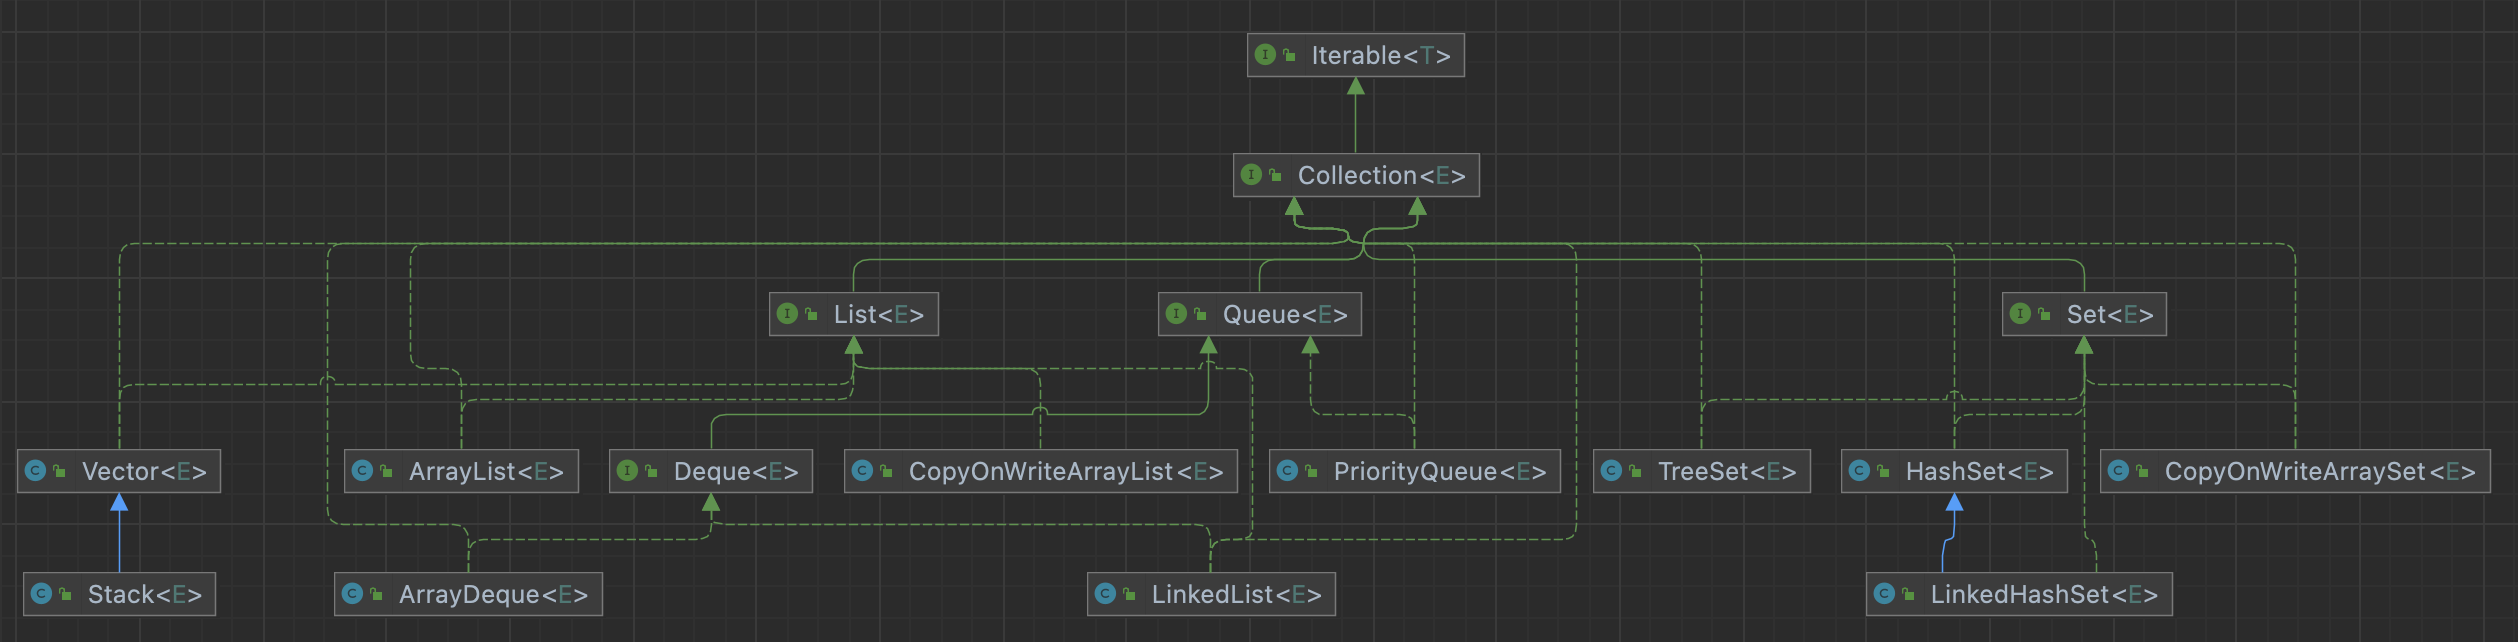 I Iterable<T>
I Collection<E>
I List<E>
I Queue<E>
I Set<E>
C Vector<E>
C ArrayList<E>
I Deque<E>
C CopyOnWriteArrayList<E>
C PriorityQueue<E>
C TreeSet<E>
C HashSet<E>
C CopyOnWriteArraySet<E>
C Stack<E>
C ArrayDeque<E>
C LinkedList<E>
C LinkedHashSet<E>